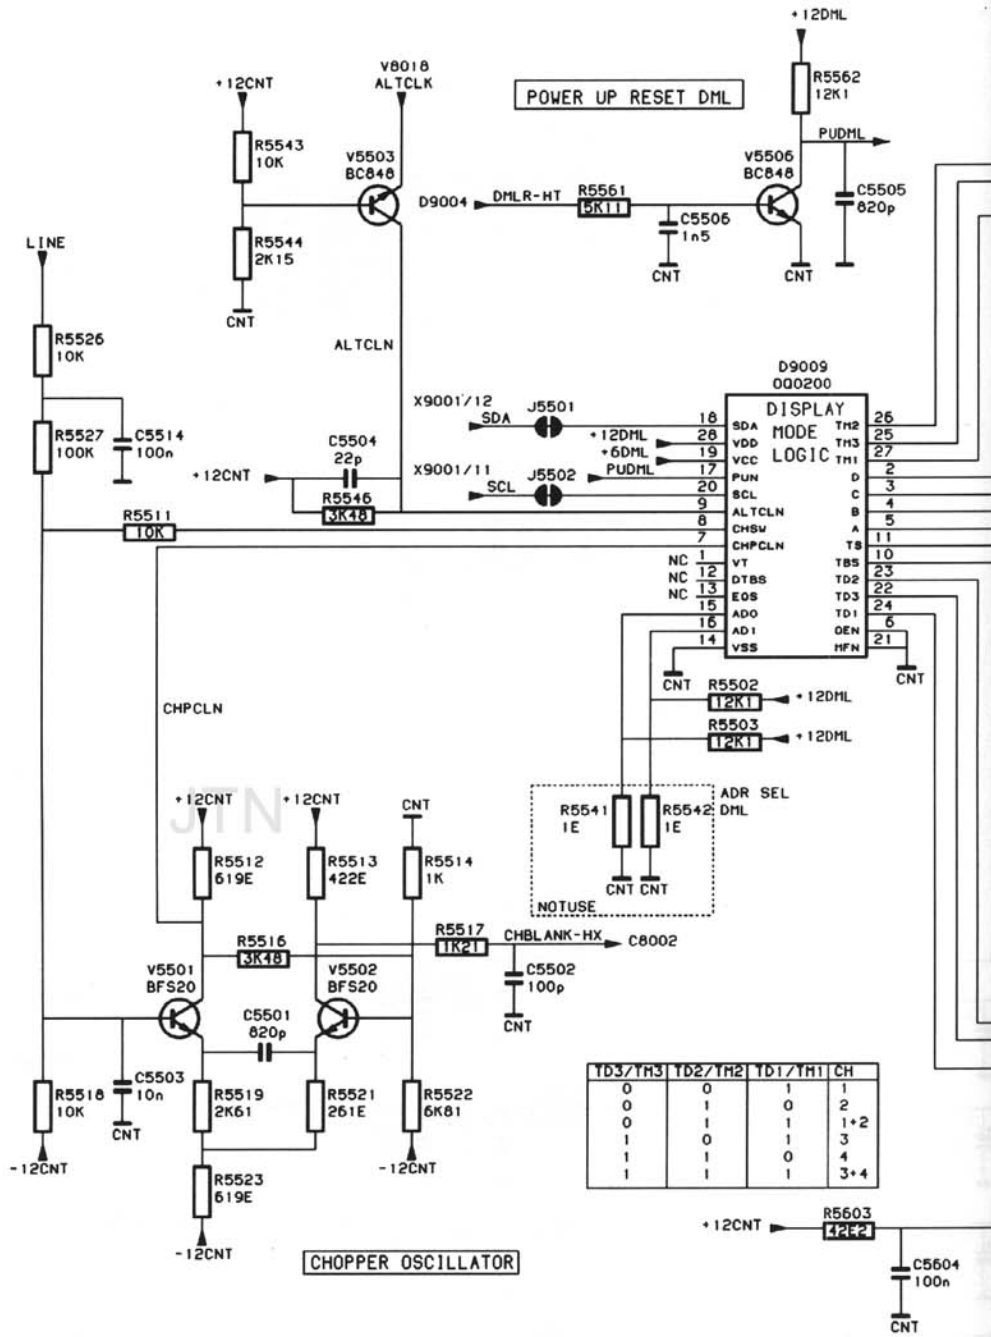 +12DML
R5562
12K1
V8018
ALTCLK
+12CNT
POWER UP RESET DML
PUDML
R5543
10K
V5503
BC848
V5506
BC848
D9004
DMLR-HT
R5561
5K11
C5505
820p
C5506
1n5
R5544
2K15
LINE
CNT
CNT
CNT
R5526
10K
ALTCLN
D9009
OQ0200
X9001/12
J5501
SDA
+12DML
+6DML
PUDML
R5527
100K
C5514
100n
C5504
22p
+12CNT
X9001/11
J5502
SCL
R5546
3K48
R5511
10K
DISPLAY
MODE
LOGIC
18 SDA TM2 26
28 VDD TM3 25
19 VCC TM1 27
17 PUN D 2
20 SCL C 3
9 ALTCLN B 4
8 CHSW A 5
7 CHPCLN TS 11
NC 1 VT TBS 10
NC 12 DTBS TD2 23
NC 13 EOS TD3 22
15 AD0 TD1 24
16 AD1 OEN 6
14 VSS MFN 21
CNT
CNT
R5502
12K1
+12DML
R5503
12K1
+12DML
CHPCLN
JTN
+12CNT
+12CNT
CNT
R5541
1E
R5542
1E
ADR SEL
DML
CNT
CNT
NOTUSE
R5512
619E
R5513
422E
R5514
1K
R5516
3K48
R5517
1K21
CHBLANK-HX
C8002
V5501
BFS20
V5502
BFS20
C5502
100p
CNT
C5501
820p
R5518
10K
C5503
10n
CNT
R5519
2K61
R5521
261E
R5522
6K81
-12CNT
-12CNT
R5523
619E
-12CNT
TD3/TM3 TD2/TM2 TD1/TM1 CH
0 0 1 1
0 1 0 2
0 1 1 1+2
1 0 1 3
1 1 0 4
1 1 1 3+4
CHOPPER OSCILLATOR
+12CNT
R5603
42E2
C5604
100n
CNT